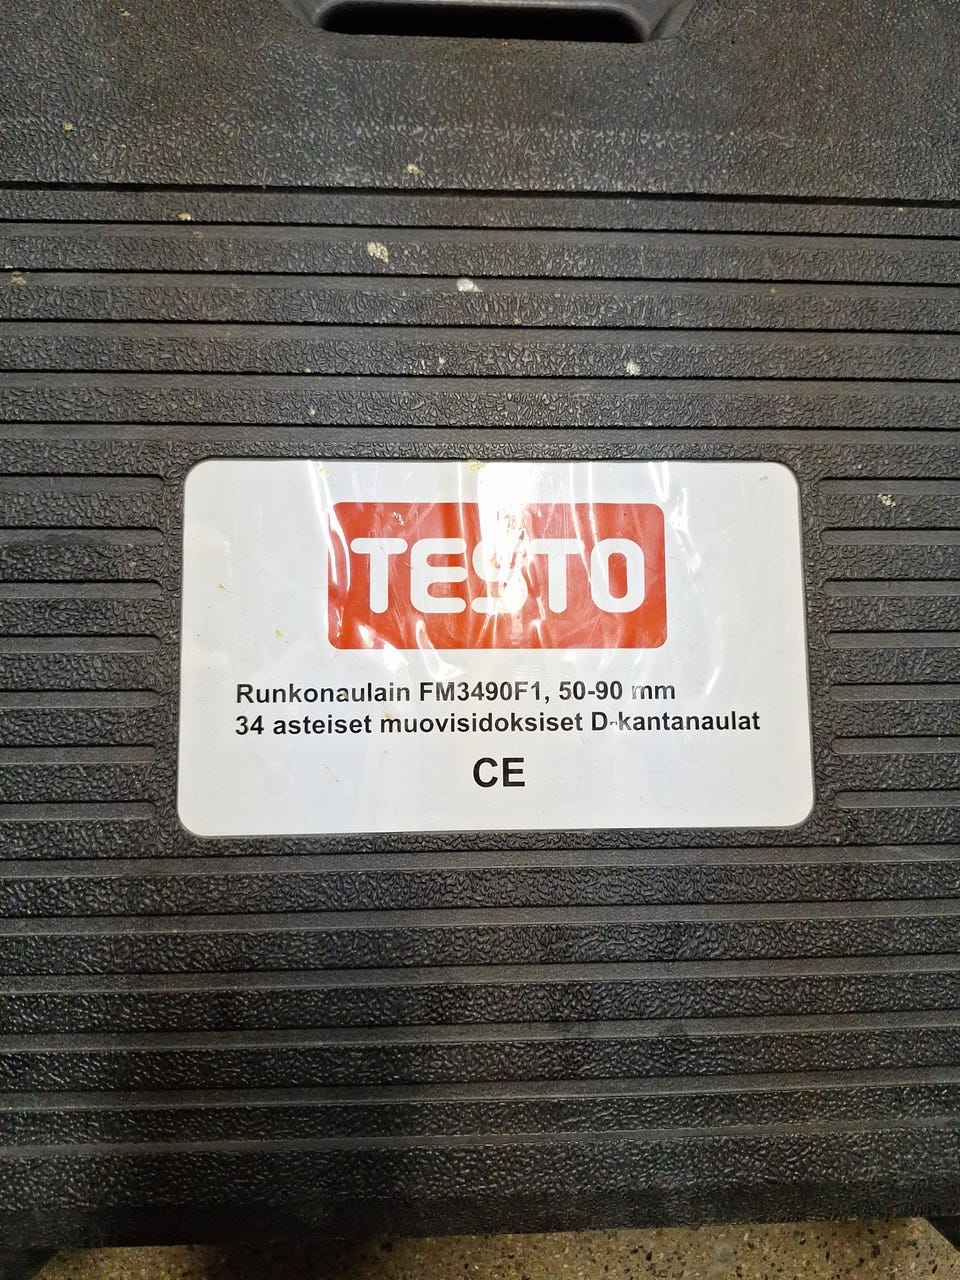 TESTO
Runkonaulain FM3490F1, 50-90 mm
34 asteiset muovisidoksiset D-kantanaulat
CE